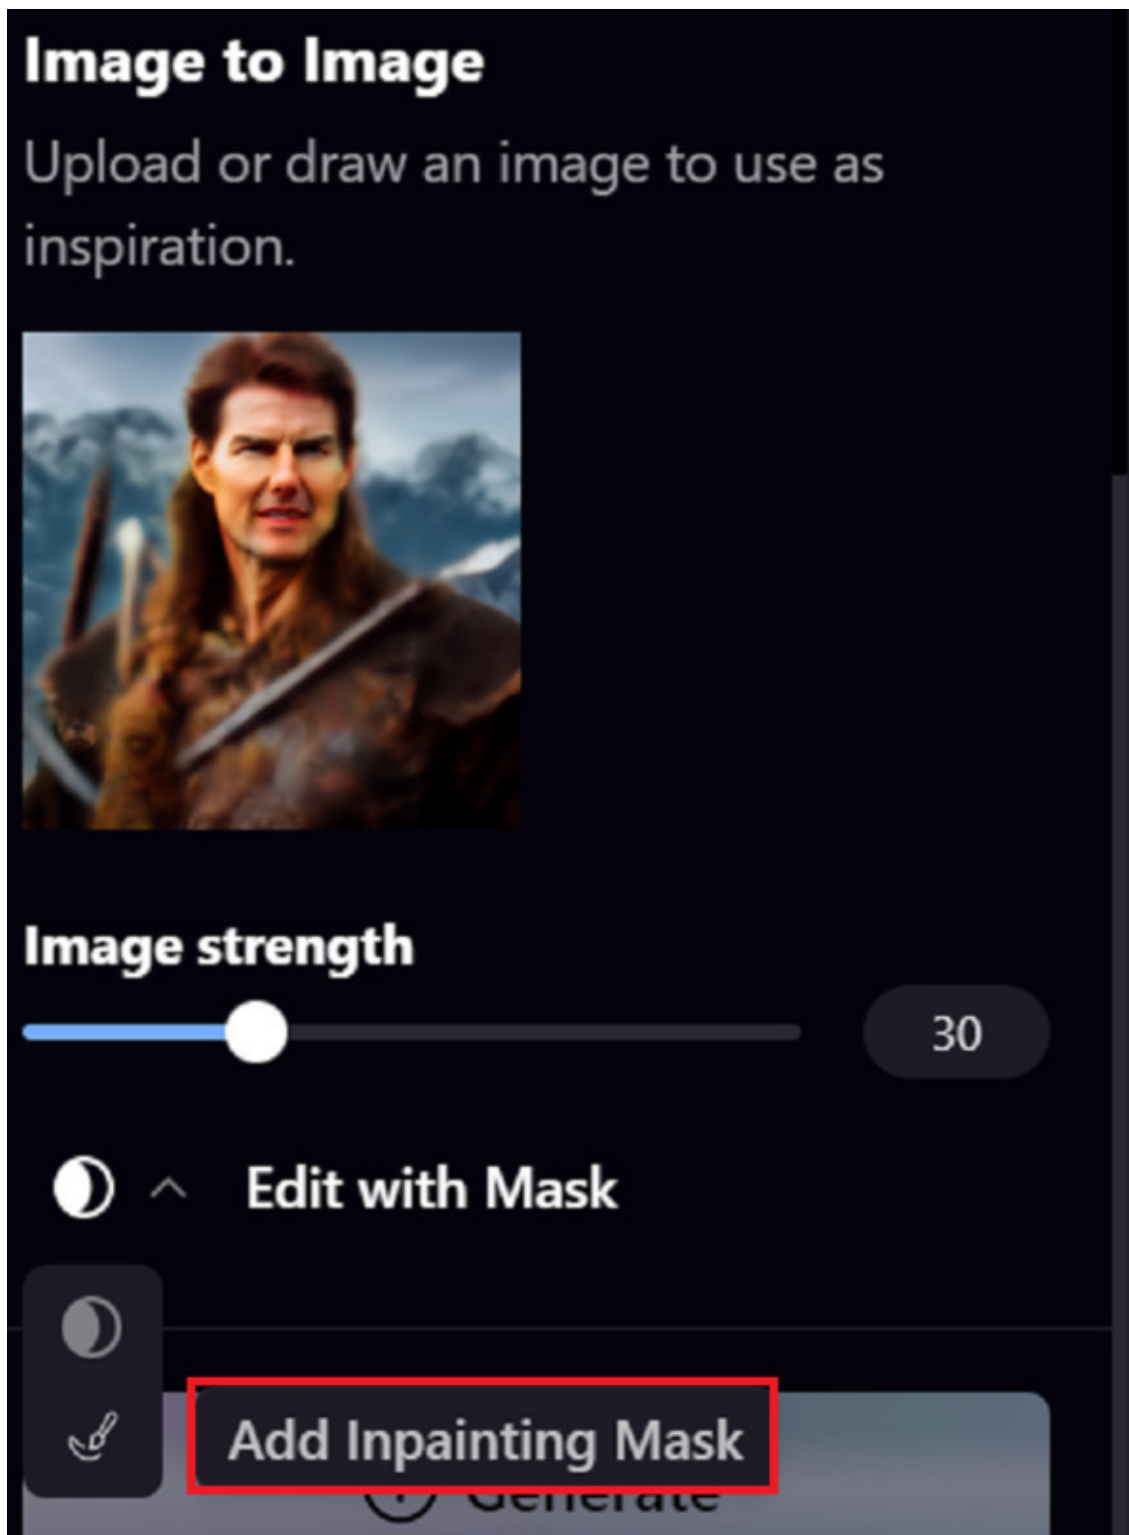 Image to Image
Upload or draw an image to use as
inspiration.
Image strength
30
Edit with Mask
Add Inpainting Mask
Generate